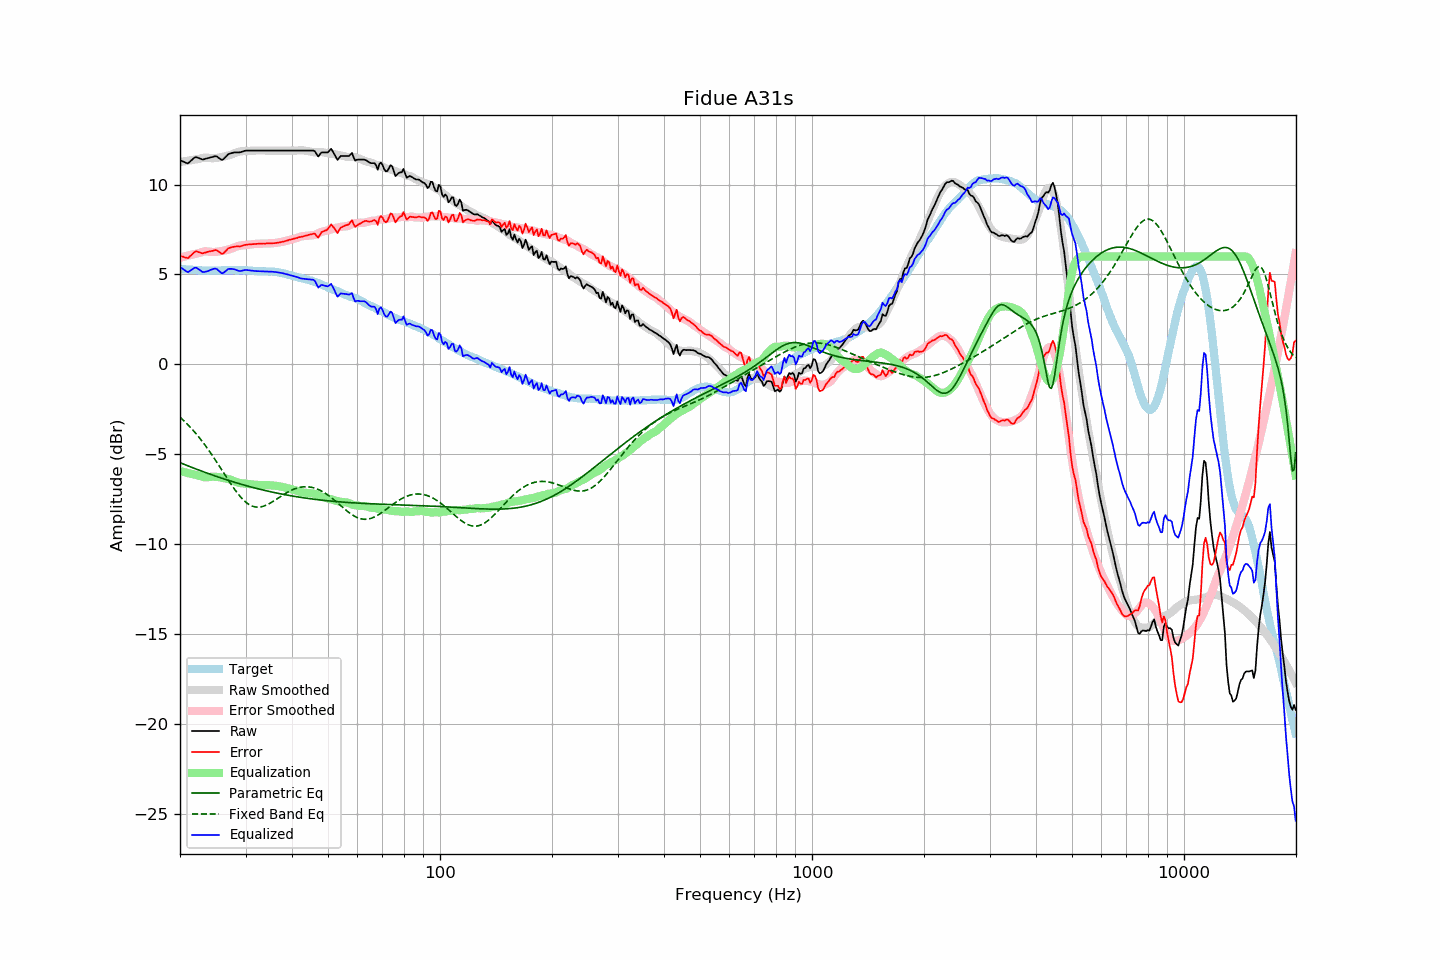 Fidue A31s
Amplitude (dBr)
10
5
0
−5
−10
−15
−20
−25
Target
Raw Smoothed
Error Smoothed
Raw
Error
Equalization
Parametric Eq
Fixed Band Eq
Equalized
100
1000
10000
Frequency (Hz)